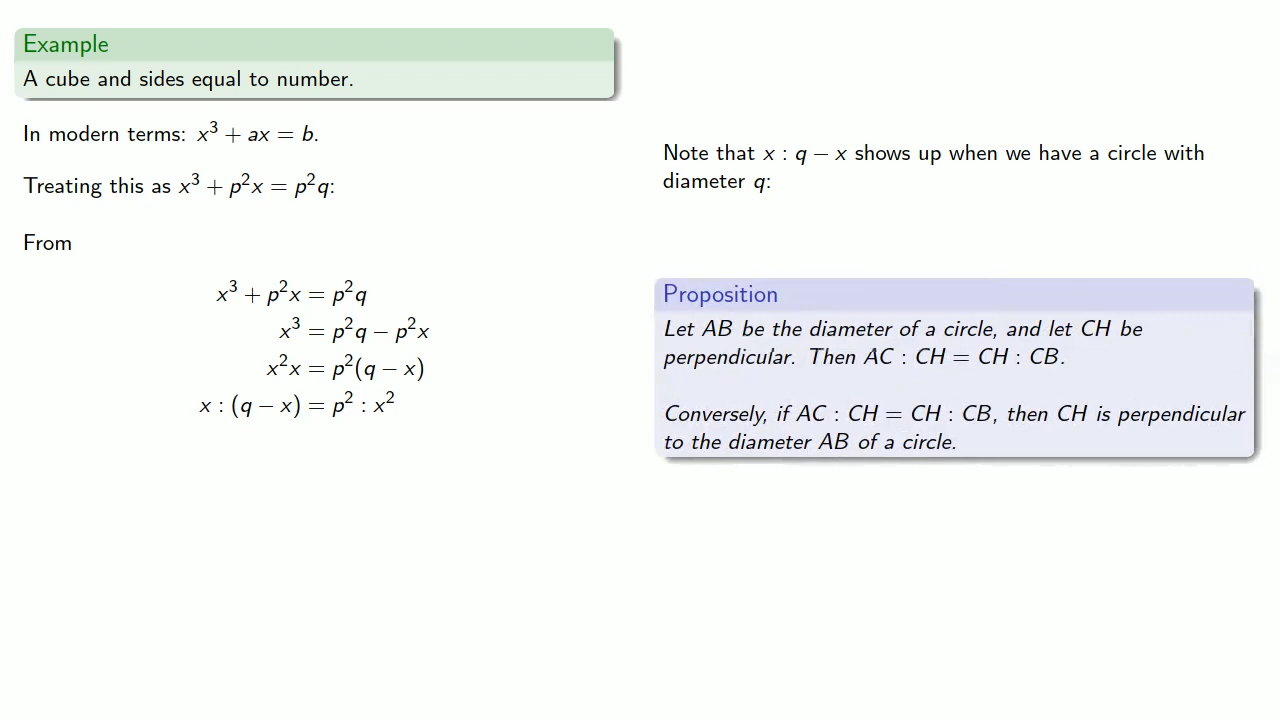 Example
A cube and sides equal to number.
In modern terms: x³ + ax = b.
Treating this as x³ + p²x = p²q:
From
x³ + p²x = p²q
x³ = p²q − p²x
x²x = p²(q − x)
x : (q − x) = p² : x²
Note that x : q − x shows up when we have a circle with
diameter q:
Proposition
Let AB be the diameter of a circle, and let CH be
perpendicular. Then AC : CH = CH : CB.
Conversely, if AC : CH = CH : CB, then CH is perpendicular
to the diameter AB of a circle.